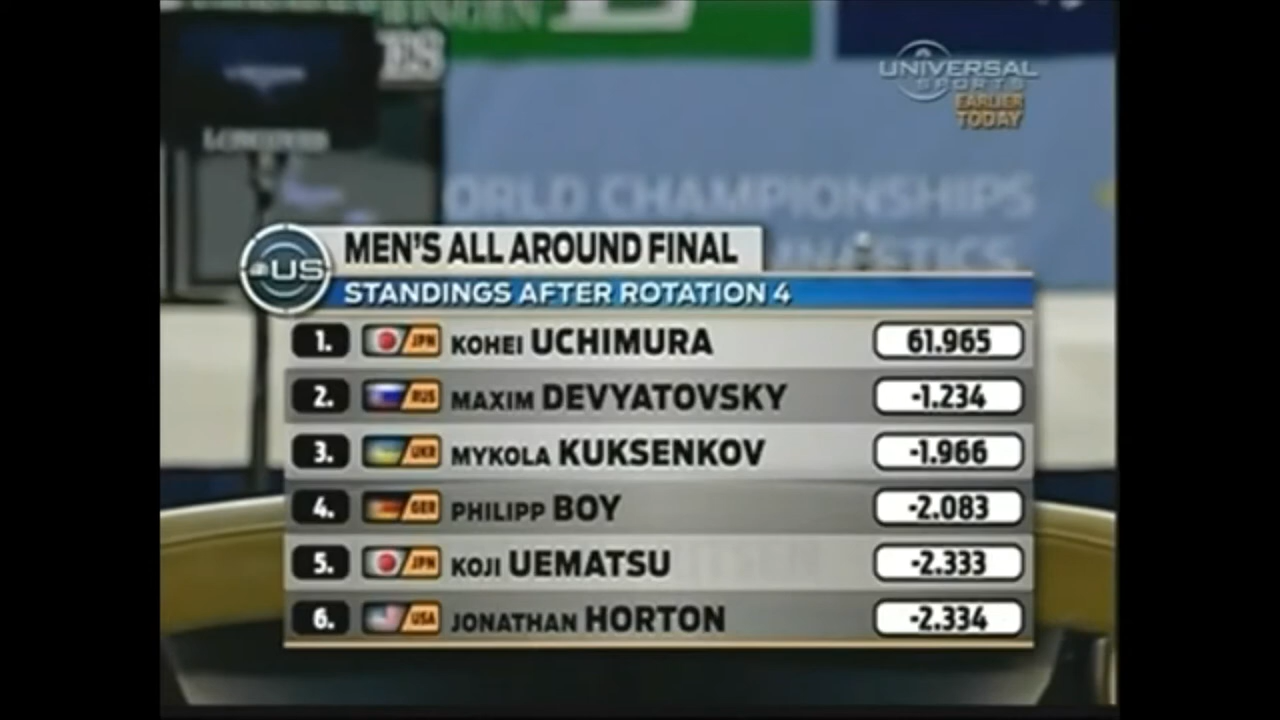 UNIVERSAL
SPORTS
EARLIER
TODAY
LONGINES
ORLD CHAMPIONSHIPS
NASTICS
US
MEN'S ALL AROUND FINAL
STANDINGS AFTER ROTATION 4
1. JPN KOHEI UCHIMURA 61.965
2. RUS MAXIM DEVYATOVSKY -1.234
3. UKR MYKOLA KUKSENKOV -1.966
4. GER PHILIPP BOY -2.083
5. JPN KOJI UEMATSU -2.333
6. USA JONATHAN HORTON -2.334